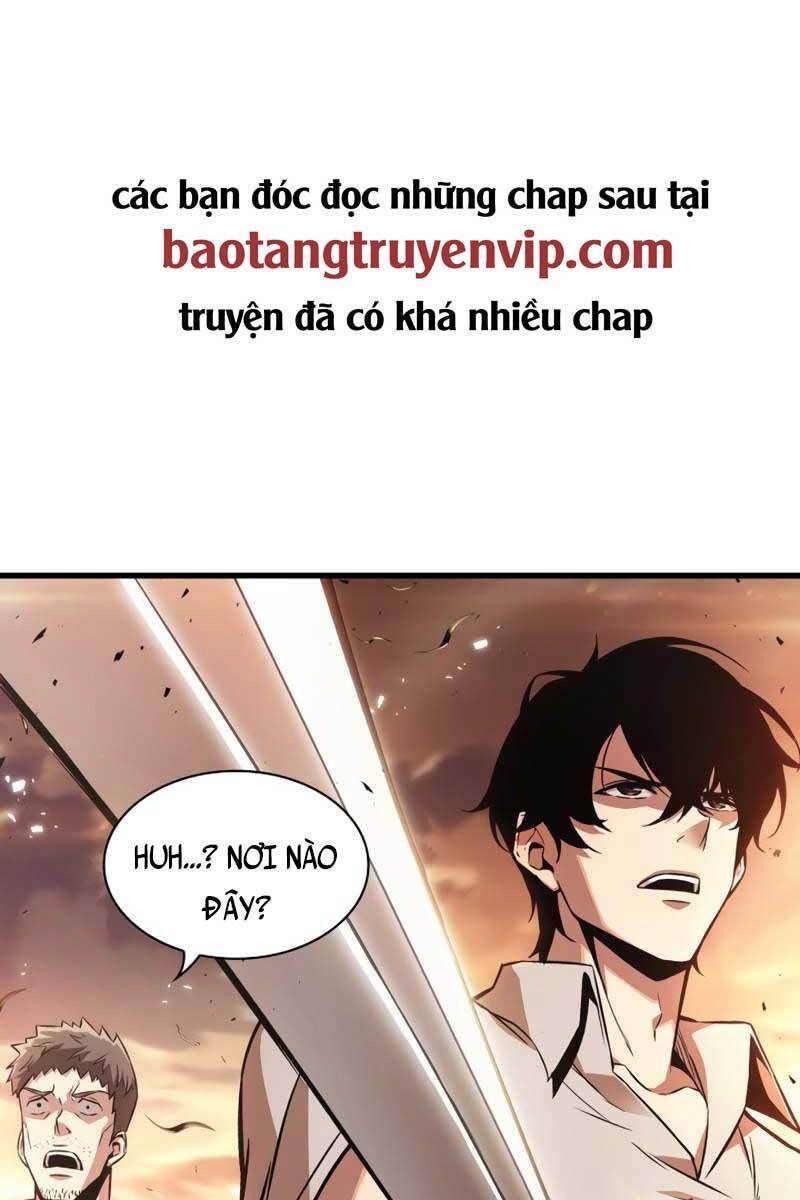 các bạn đóc đọc những chap sau tại
baotangtruyenvip.com
truyện đã có khá nhiều chap
HUH...? NƠI NÀO
ĐÂY?